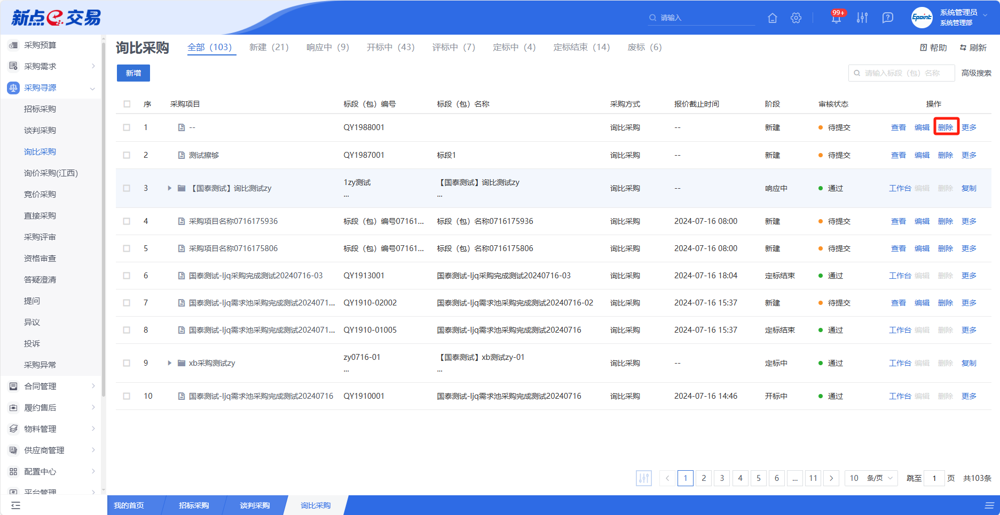 新点e交易
请输入
99+
?
Epoint
系统管理员
系统管理部
采购预算
采购需求
采购寻源
招标采购
谈判采购
询比采购
询价采购(江西)
竞价采购
直接采购
采购评审
资格审查
答疑澄清
提问
异议
投诉
采购异常
合同管理
履约售后
物料管理
供应商管理
配置中心
平台管理
询比采购 全部（103） 新建（21） 响应中（9） 开标中（43） 评标中（7） 定标中（4） 定标结束（14） 废标（6） 帮助 刷新
新增 请输入标段（包）名称 高级搜索
序 采购项目 标段（包）编号 标段（包）名称 采购方式 报价截止时间 阶段 审核状态 操作
1 -- QY1988001 询比采购 -- 新建 待提交 查看 编辑 删除 更多
2 测试擦够 QY1987001 标段1 询比采购 -- 新建 待提交 查看 编辑 删除 更多
3 【国泰测试】询比测试zy 1zy测试 【国泰测试】询比测试zy 询比采购 -- 响应中 通过 工作台 编辑 删除 复制
... ...
4 采购项目名称0716175936 标段（包）编号07161... 标段（包）名称0716175936 询比采购 2024-07-16 08:00 新建 待提交 查看 编辑 删除 更多
5 采购项目名称0716175806 标段（包）编号07161... 标段（包）名称0716175806 询比采购 2024-07-16 08:00 新建 待提交 查看 编辑 删除 更多
6 国泰测试-ljq采购完成测试20240716-03 QY1913001 国泰测试-ljq采购完成测试20240716-03 询比采购 2024-07-16 18:04 定标结束 通过 工作台 编辑 删除 更多
7 国泰测试-ljq需求池采购完成测试2024071... QY1910-02002 国泰测试-ljq需求池采购完成测试20240716-02 询比采购 2024-07-16 15:37 新建 待提交 查看 编辑 删除 更多
8 国泰测试-ljq需求池采购完成测试2024071... QY1910-01005 国泰测试-ljq需求池采购完成测试20240716 询比采购 2024-07-16 15:37 定标结束 通过 工作台 编辑 删除 更多
9 xb采购测试zy zy0716-01 【国泰测试】xb测试zy-01 询比采购 -- 定标中 通过 工作台 编辑 删除 复制
... ...
10 国泰测试-ljq需求池采购完成测试20240716 QY1910001 国泰测试-ljq需求池采购完成测试20240716 询比采购 2024-07-16 14:46 开标中 通过 工作台 编辑 删除 更多
1 2 3 4 5 6 ... 11 10 条/页 跳至 1 页 共103条
我的首页 招标采购 谈判采购 询比采购